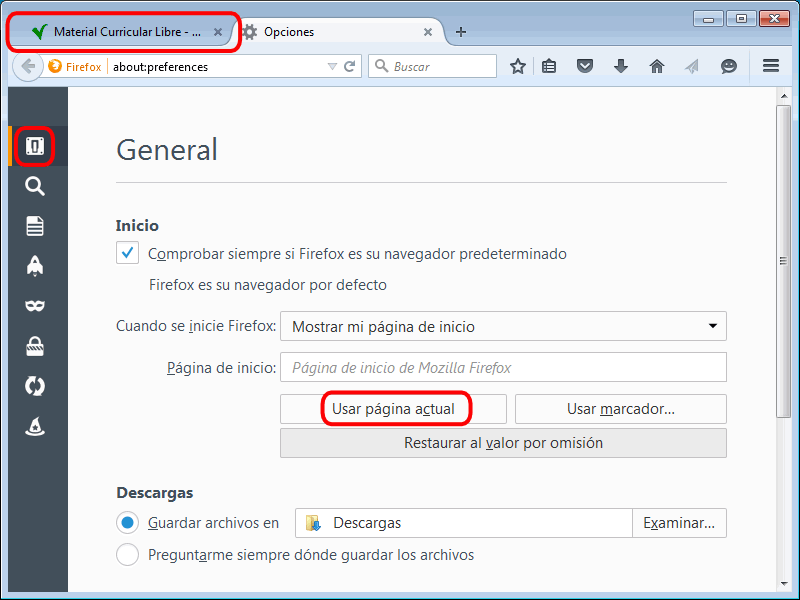 Material Curricular Libre - ...
Opciones
Firefox about:preferences
Buscar
General
Inicio
Comprobar siempre si Firefox es su navegador predeterminado
Firefox es su navegador por defecto
Cuando se inicie Firefox: Mostrar mi página de inicio
Página de inicio: Página de inicio de Mozilla Firefox
Usar página actual Usar marcador...
Restaurar al valor por omisión
Descargas
Guardar archivos en Descargas Examinar...
Preguntarme siempre dónde guardar los archivos